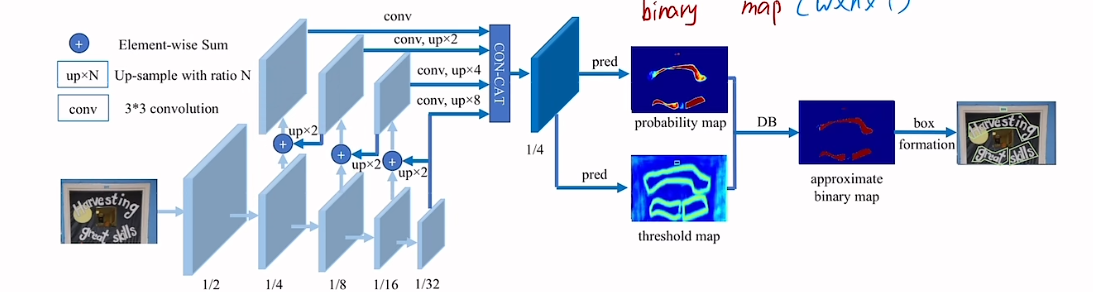 binary map (w×h×1)
conv
+ Element-wise Sum
conv, up×2
up×N Up-sample with ratio N
conv, up×4
conv 3*3 convolution
conv, up×8
CON-CAT
up×2
up×2
up×2
+
+
+
1/4
pred
pred
probability map
threshold map
DB
approximate
binary map
box
formation
Harvesting
great skills
Harvesting
great skills
1/2
1/4
1/8
1/16
1/32